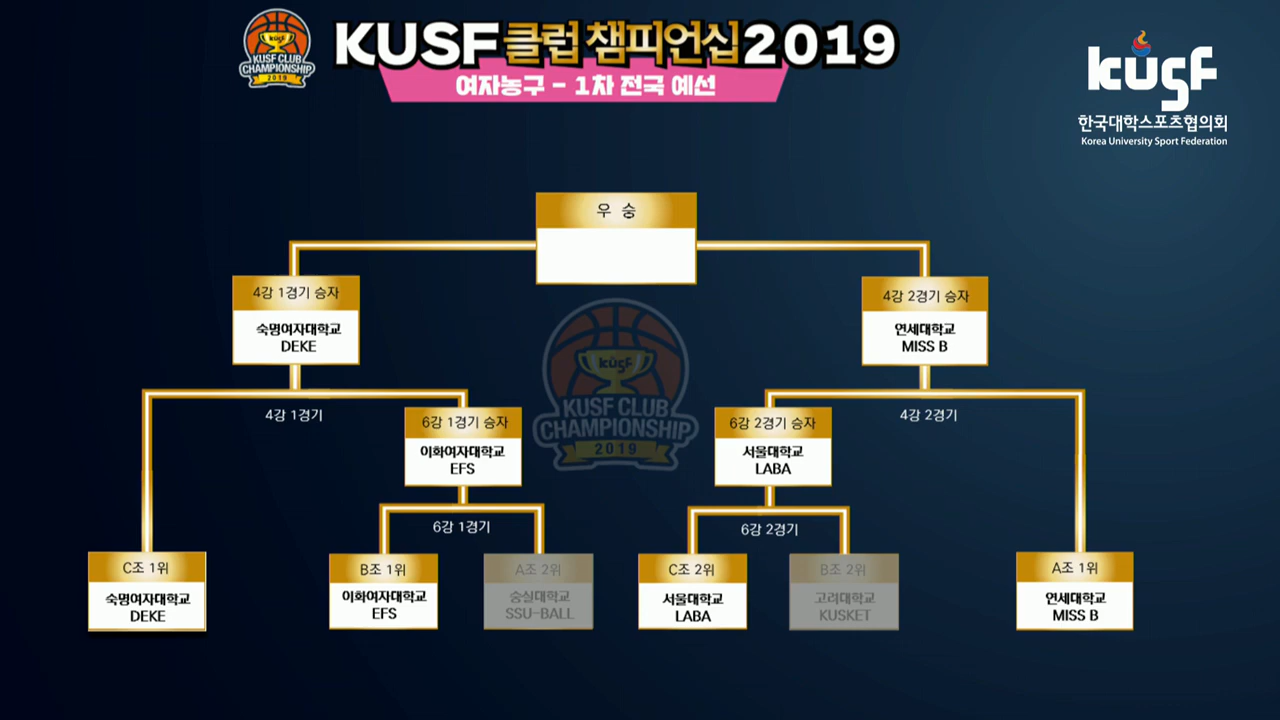 KUSF 클럽 챔피언십 2019
여자농구 - 1차 전국 예선
kusf
KUSF CLUB
CHAMPIONSHIP
2019
kusf
한국대학스포츠협의회
Korea University Sport Federation
우 승
4강 1경기 승자
숙명여자대학교
DEKE
4강 2경기 승자
연세대학교
MISS B
kusf
KUSF CLUB
CHAMPIONSHIP
2019
4강 1경기
4강 2경기
6강 1경기 승자
이화여자대학교
EFS
6강 2경기 승자
서울대학교
LABA
6강 1경기
6강 2경기
C조 1위
숙명여자대학교
DEKE
B조 1위
이화여자대학교
EFS
A조 2위
숭실대학교
SSU-BALL
C조 2위
서울대학교
LABA
B조 2위
고려대학교
KUSKET
A조 1위
연세대학교
MISS B